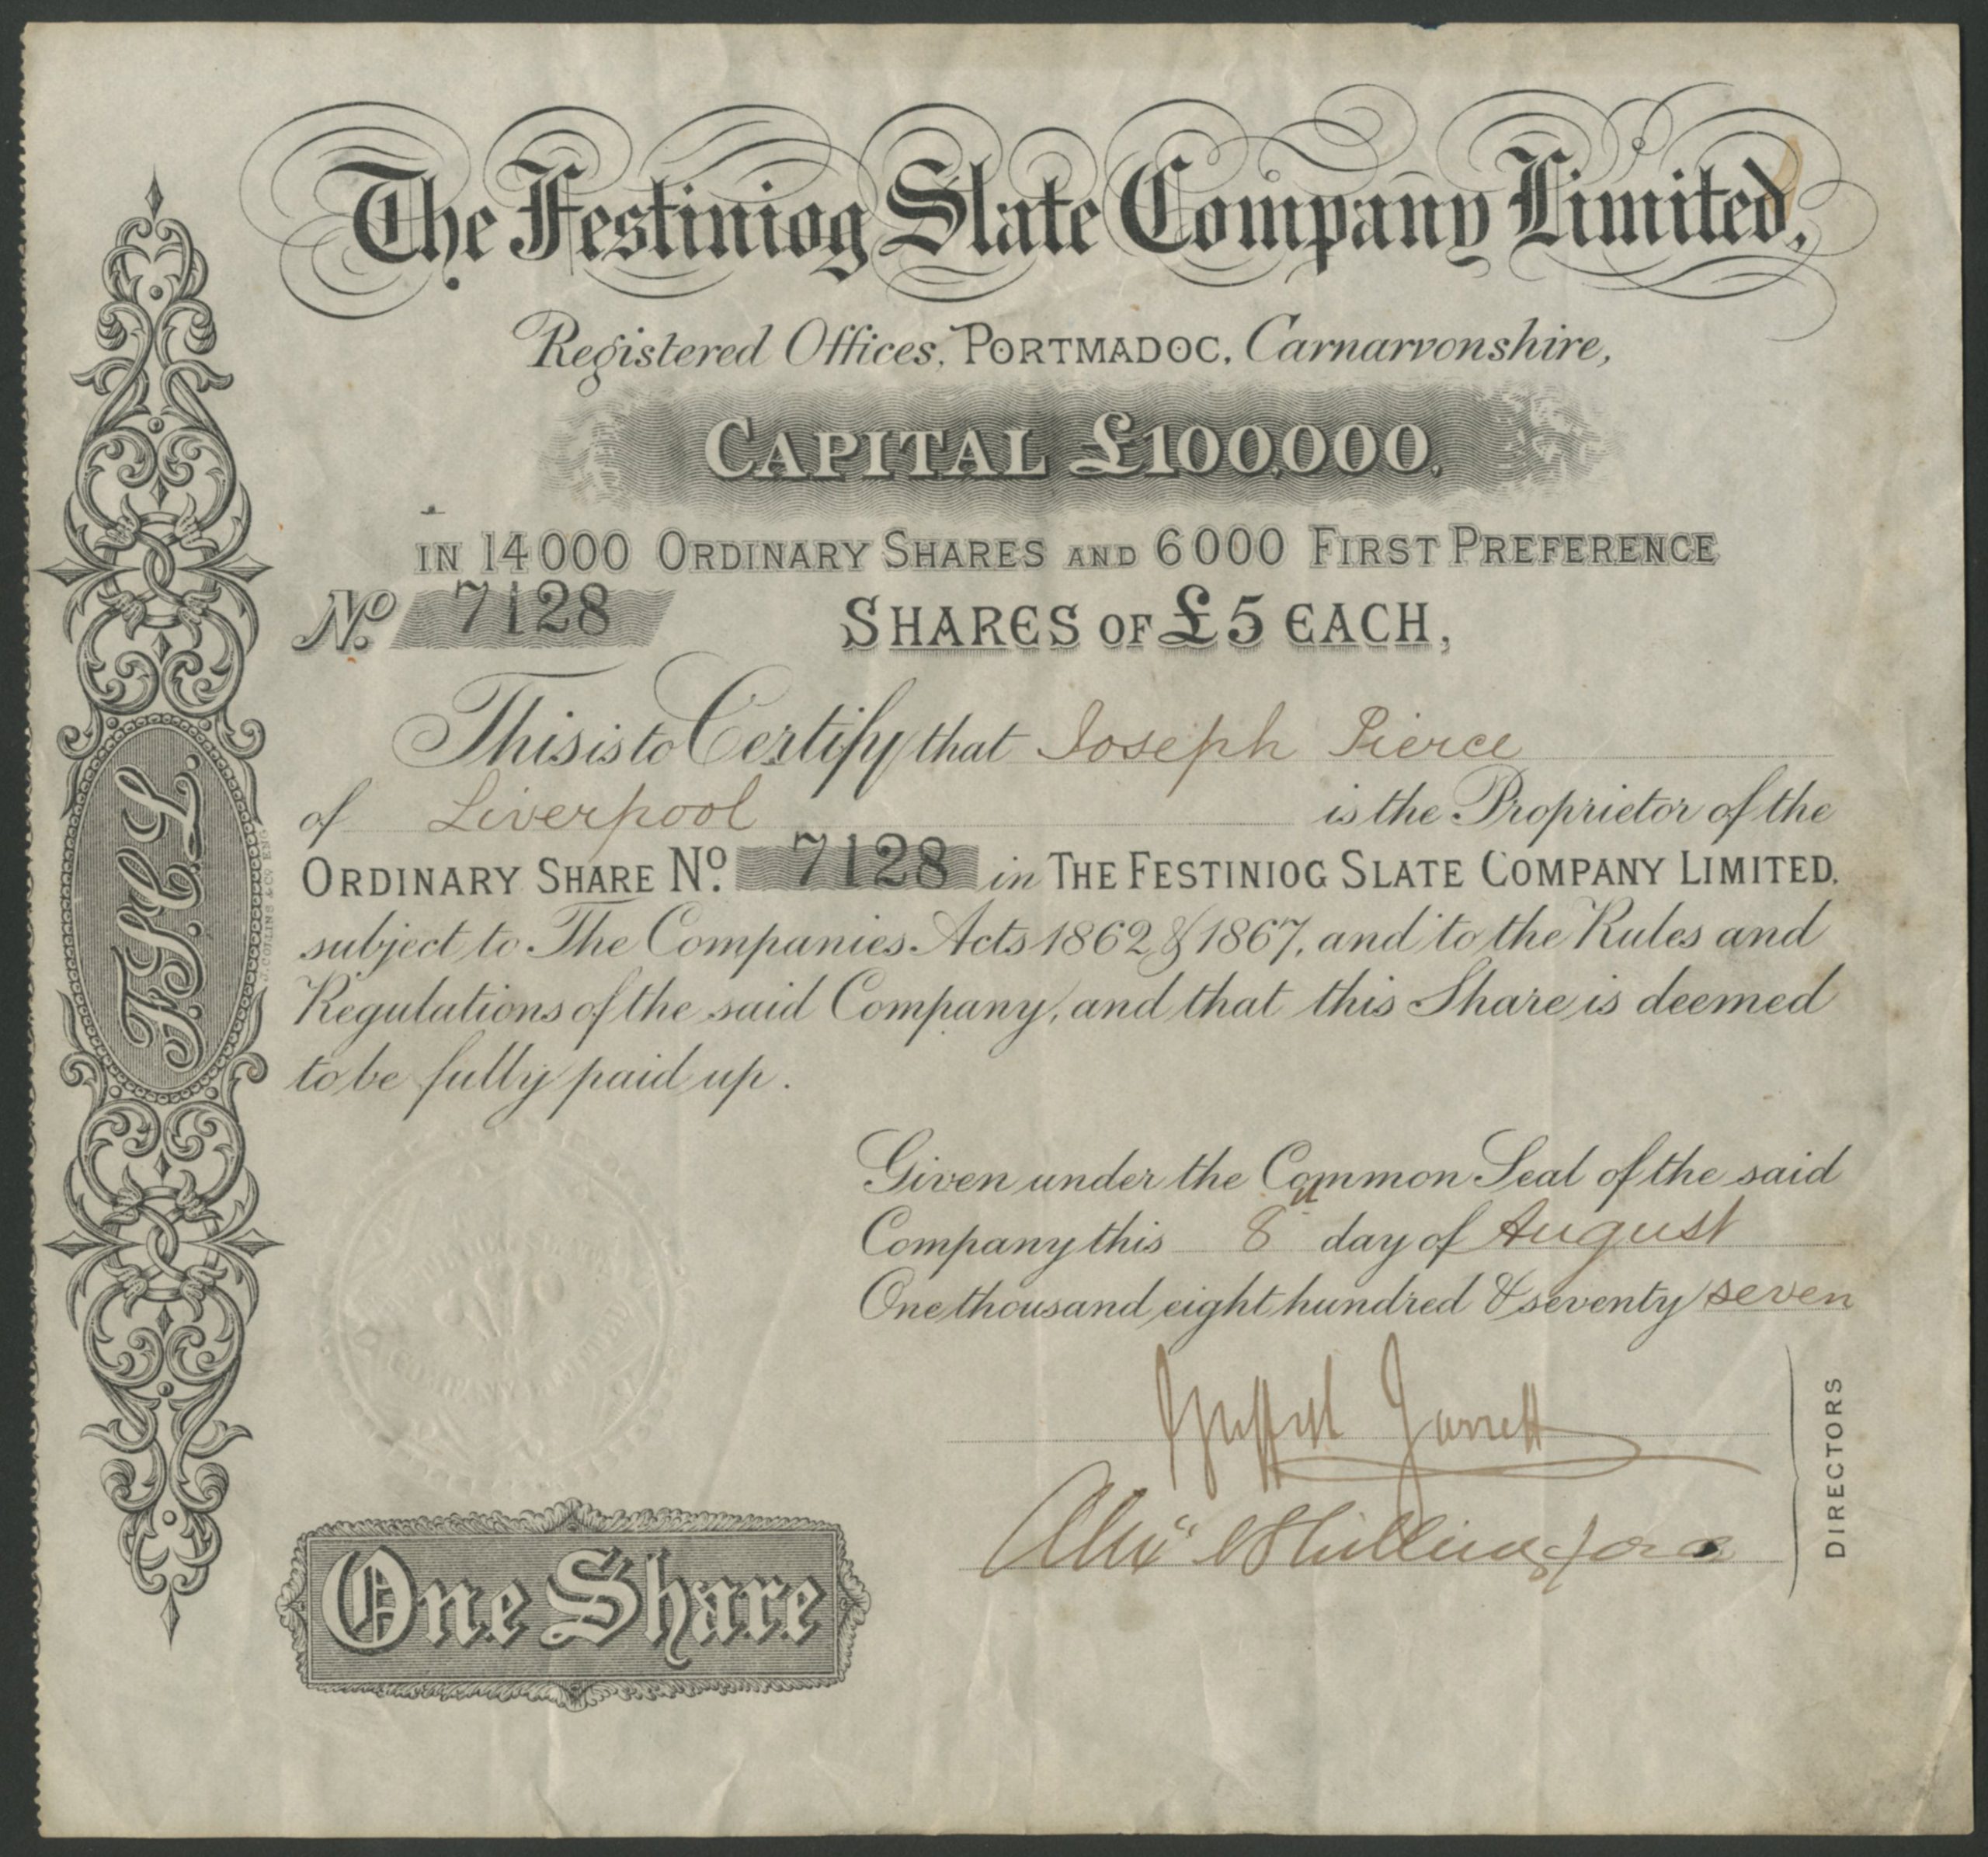 The Festiniog Slate Company Limited,
Registered Offices, PORTMADOC, Carnarvonshire,
CAPITAL £100,000,
IN 14000 ORDINARY SHARES AND 6000 FIRST PREFERENCE
No. 7128 SHARES OF £5 EACH,
This is to Certify that Joseph Pierce
of Liverpool is the Proprietor of the
ORDINARY SHARE No. 7128 in THE FESTINIOG SLATE COMPANY LIMITED.
subject to The Companies Acts 1862 & 1867, and to the Rules and
Regulations of the said Company, and that this Share is deemed
to be fully paid up.
Given under the Common Seal of the said
Company this 8th day of August
One thousand eight hundred & seventy seven
Jarrett
DIRECTORS
One Share
F.S.C.L.